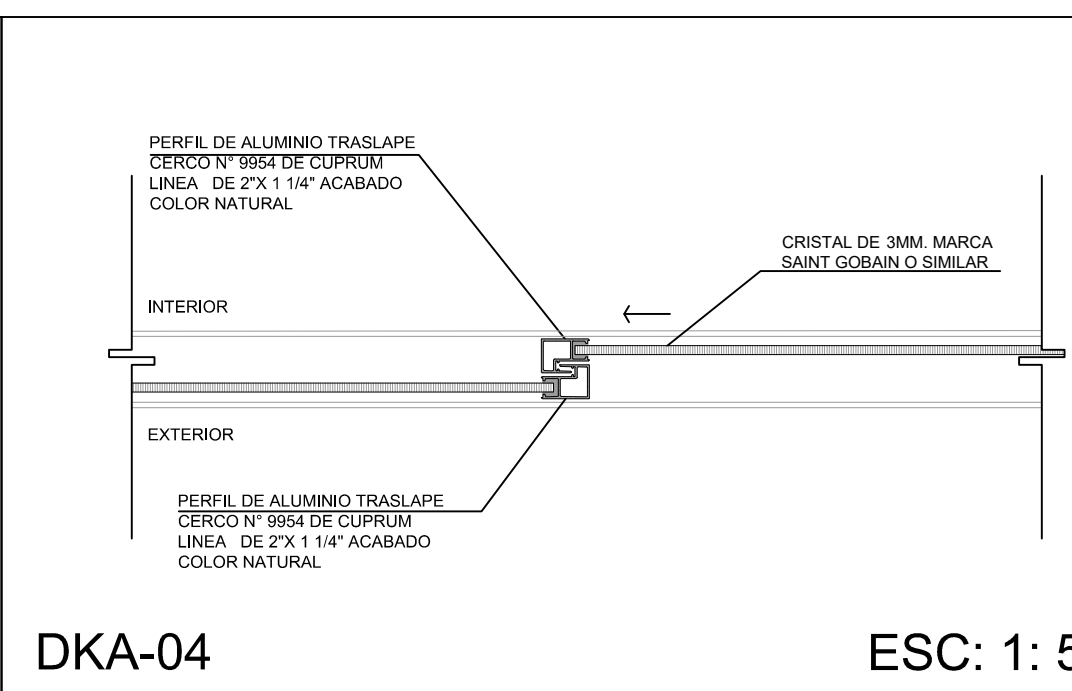 PERFIL DE ALUMINIO TRASLAPE
CERCO N° 9954 DE CUPRUM
LINEA DE 2"X 1 1/4" ACABADO
COLOR NATURAL
CRISTAL DE 3MM. MARCA
SAINT GOBAIN O SIMILAR
INTERIOR
EXTERIOR
PERFIL DE ALUMINIO TRASLAPE
CERCO N° 9954 DE CUPRUM
LINEA DE 2"X 1 1/4" ACABADO
COLOR NATURAL
DKA-04
ESC: 1: 5